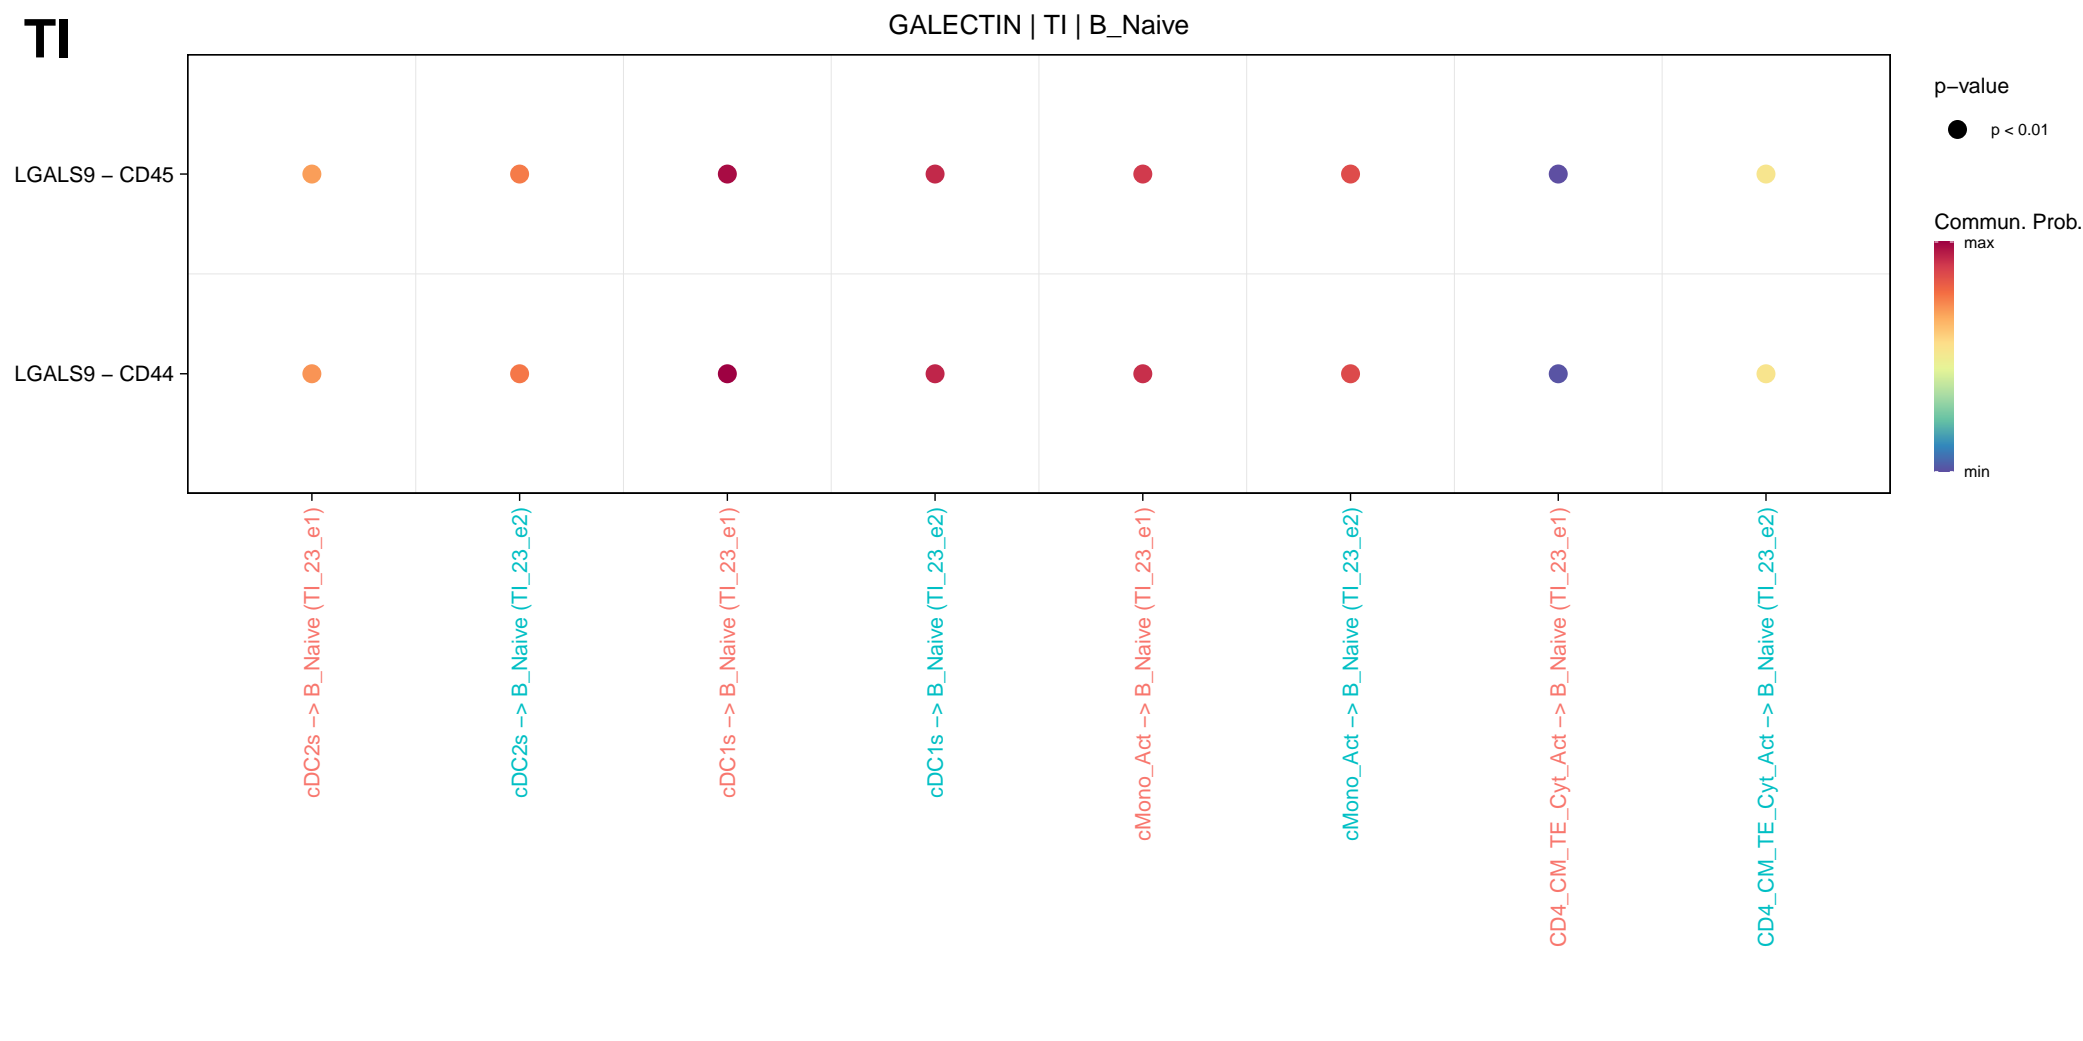 TI
GALECTIN | TI | B_Naive
LGALS9 – CD45
LGALS9 – CD44
p–value
p < 0.01
Commun. Prob.
max
min
cDC2s –> B_Naive (TI_23_e1)
cDC2s –> B_Naive (TI_23_e2)
cDC1s –> B_Naive (TI_23_e1)
cDC1s –> B_Naive (TI_23_e2)
cMono_Act –> B_Naive (TI_23_e1)
cMono_Act –> B_Naive (TI_23_e2)
CD4_CM_TE_Cyt_Act –> B_Naive (TI_23_e1)
CD4_CM_TE_Cyt_Act –> B_Naive (TI_23_e2)